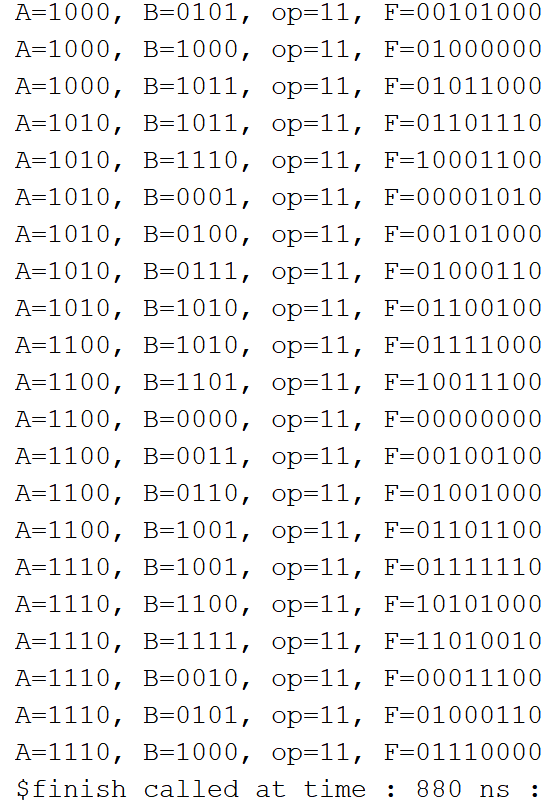 A=1000, B=0101, op=11, F=00101000
A=1000, B=1000, op=11, F=01000000
A=1000, B=1011, op=11, F=01011000
A=1010, B=1011, op=11, F=01101110
A=1010, B=1110, op=11, F=10001100
A=1010, B=0001, op=11, F=00001010
A=1010, B=0100, op=11, F=00101000
A=1010, B=0111, op=11, F=01000110
A=1010, B=1010, op=11, F=01100100
A=1100, B=1010, op=11, F=01111000
A=1100, B=1101, op=11, F=10011100
A=1100, B=0000, op=11, F=00000000
A=1100, B=0011, op=11, F=00100100
A=1100, B=0110, op=11, F=01001000
A=1100, B=1001, op=11, F=01101100
A=1110, B=1001, op=11, F=01111110
A=1110, B=1100, op=11, F=10101000
A=1110, B=1111, op=11, F=11010010
A=1110, B=0010, op=11, F=00011100
A=1110, B=0101, op=11, F=01000110
A=1110, B=1000, op=11, F=01110000
$finish called at time : 880 ns :